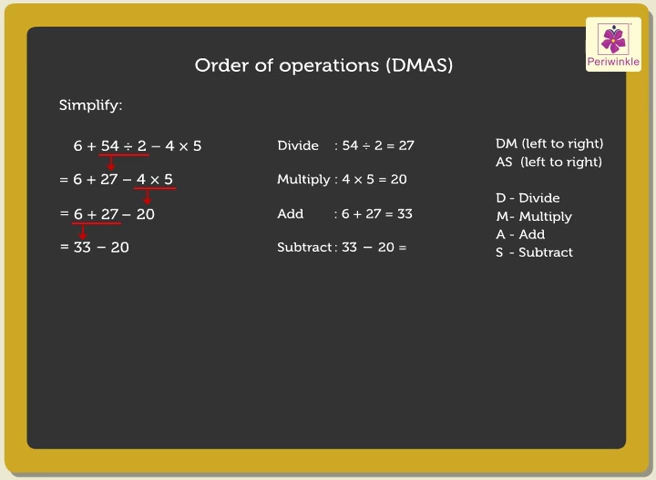 Periwinkle
Order of operations (DMAS)
Simplify:
6 + 54 ÷ 2 − 4 × 5
Divide : 54 ÷ 2 = 27
DM (left to right)
AS (left to right)
= 6 + 27 − 4 × 5
Multiply : 4 × 5 = 20
D - Divide
= 6 + 27 − 20
Add : 6 + 27 = 33
M- Multiply
A - Add
= 33 − 20
Subtract : 33 − 20 =
S - Subtract